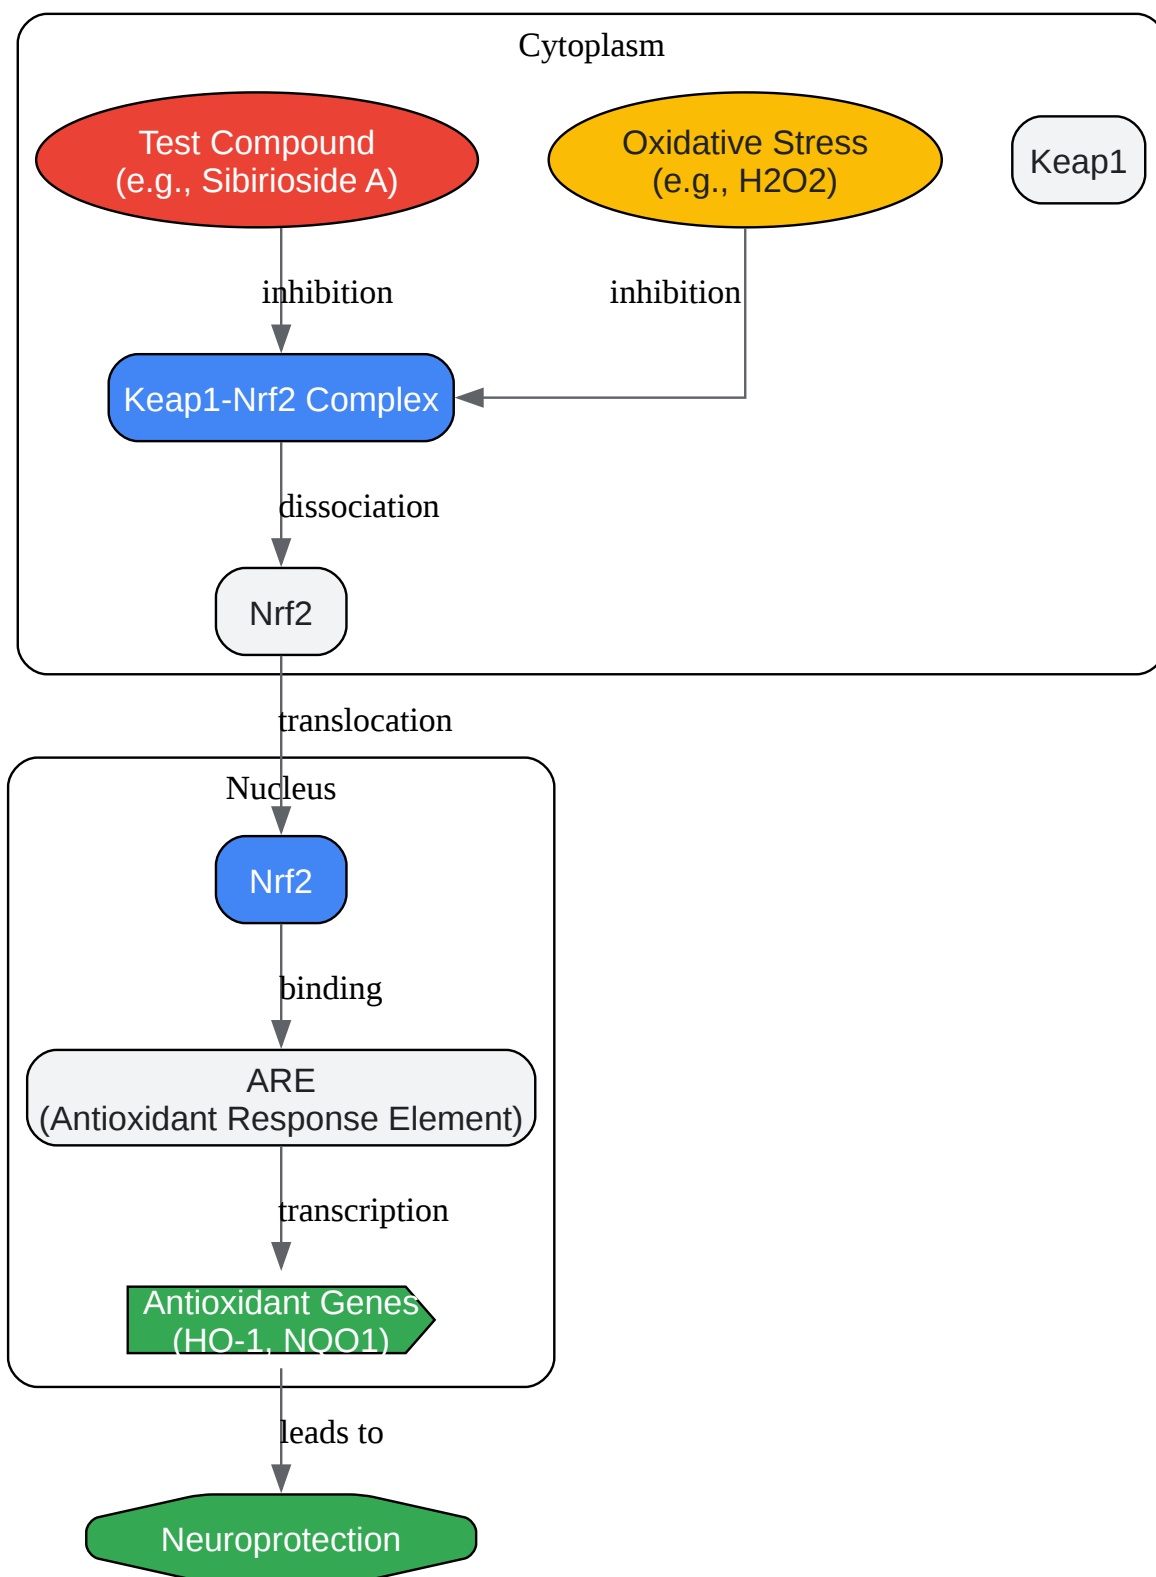 Cytoplasm
Test Compound
(e.g., Sibirioside A)
Oxidative Stress
(e.g., H2O2)
Keap1
inhibition
inhibition
Keap1-Nrf2 Complex
dissociation
Nrf2
translocation
Nucleus
Nrf2
binding
ARE
(Antioxidant Response Element)
transcription
Antioxidant Genes
(HO-1, NQO1)
leads to
Neuroprotection